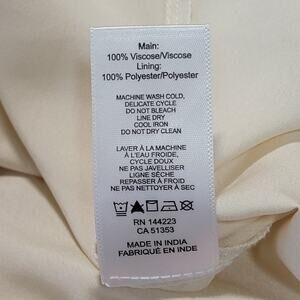 Main:
100% Viscose/Viscose
Lining:
100% Polyester/Polyester
MACHINE WASH COLD,
DELICATE CYCLE
DO NOT BLEACH
LINE DRY
COOL IRON
DO NOT DRY CLEAN
LAVER À LA MACHINE
À L'EAU FROIDE,
CYCLE DOUX
NE PAS JAVELLISER
LIGNE SÈCHE
REPASSER À FROID
NE PAS NETTOYER À SEC
RN 144223
CA 51353
MADE IN INDIA
FABRIQUÉ EN INDE